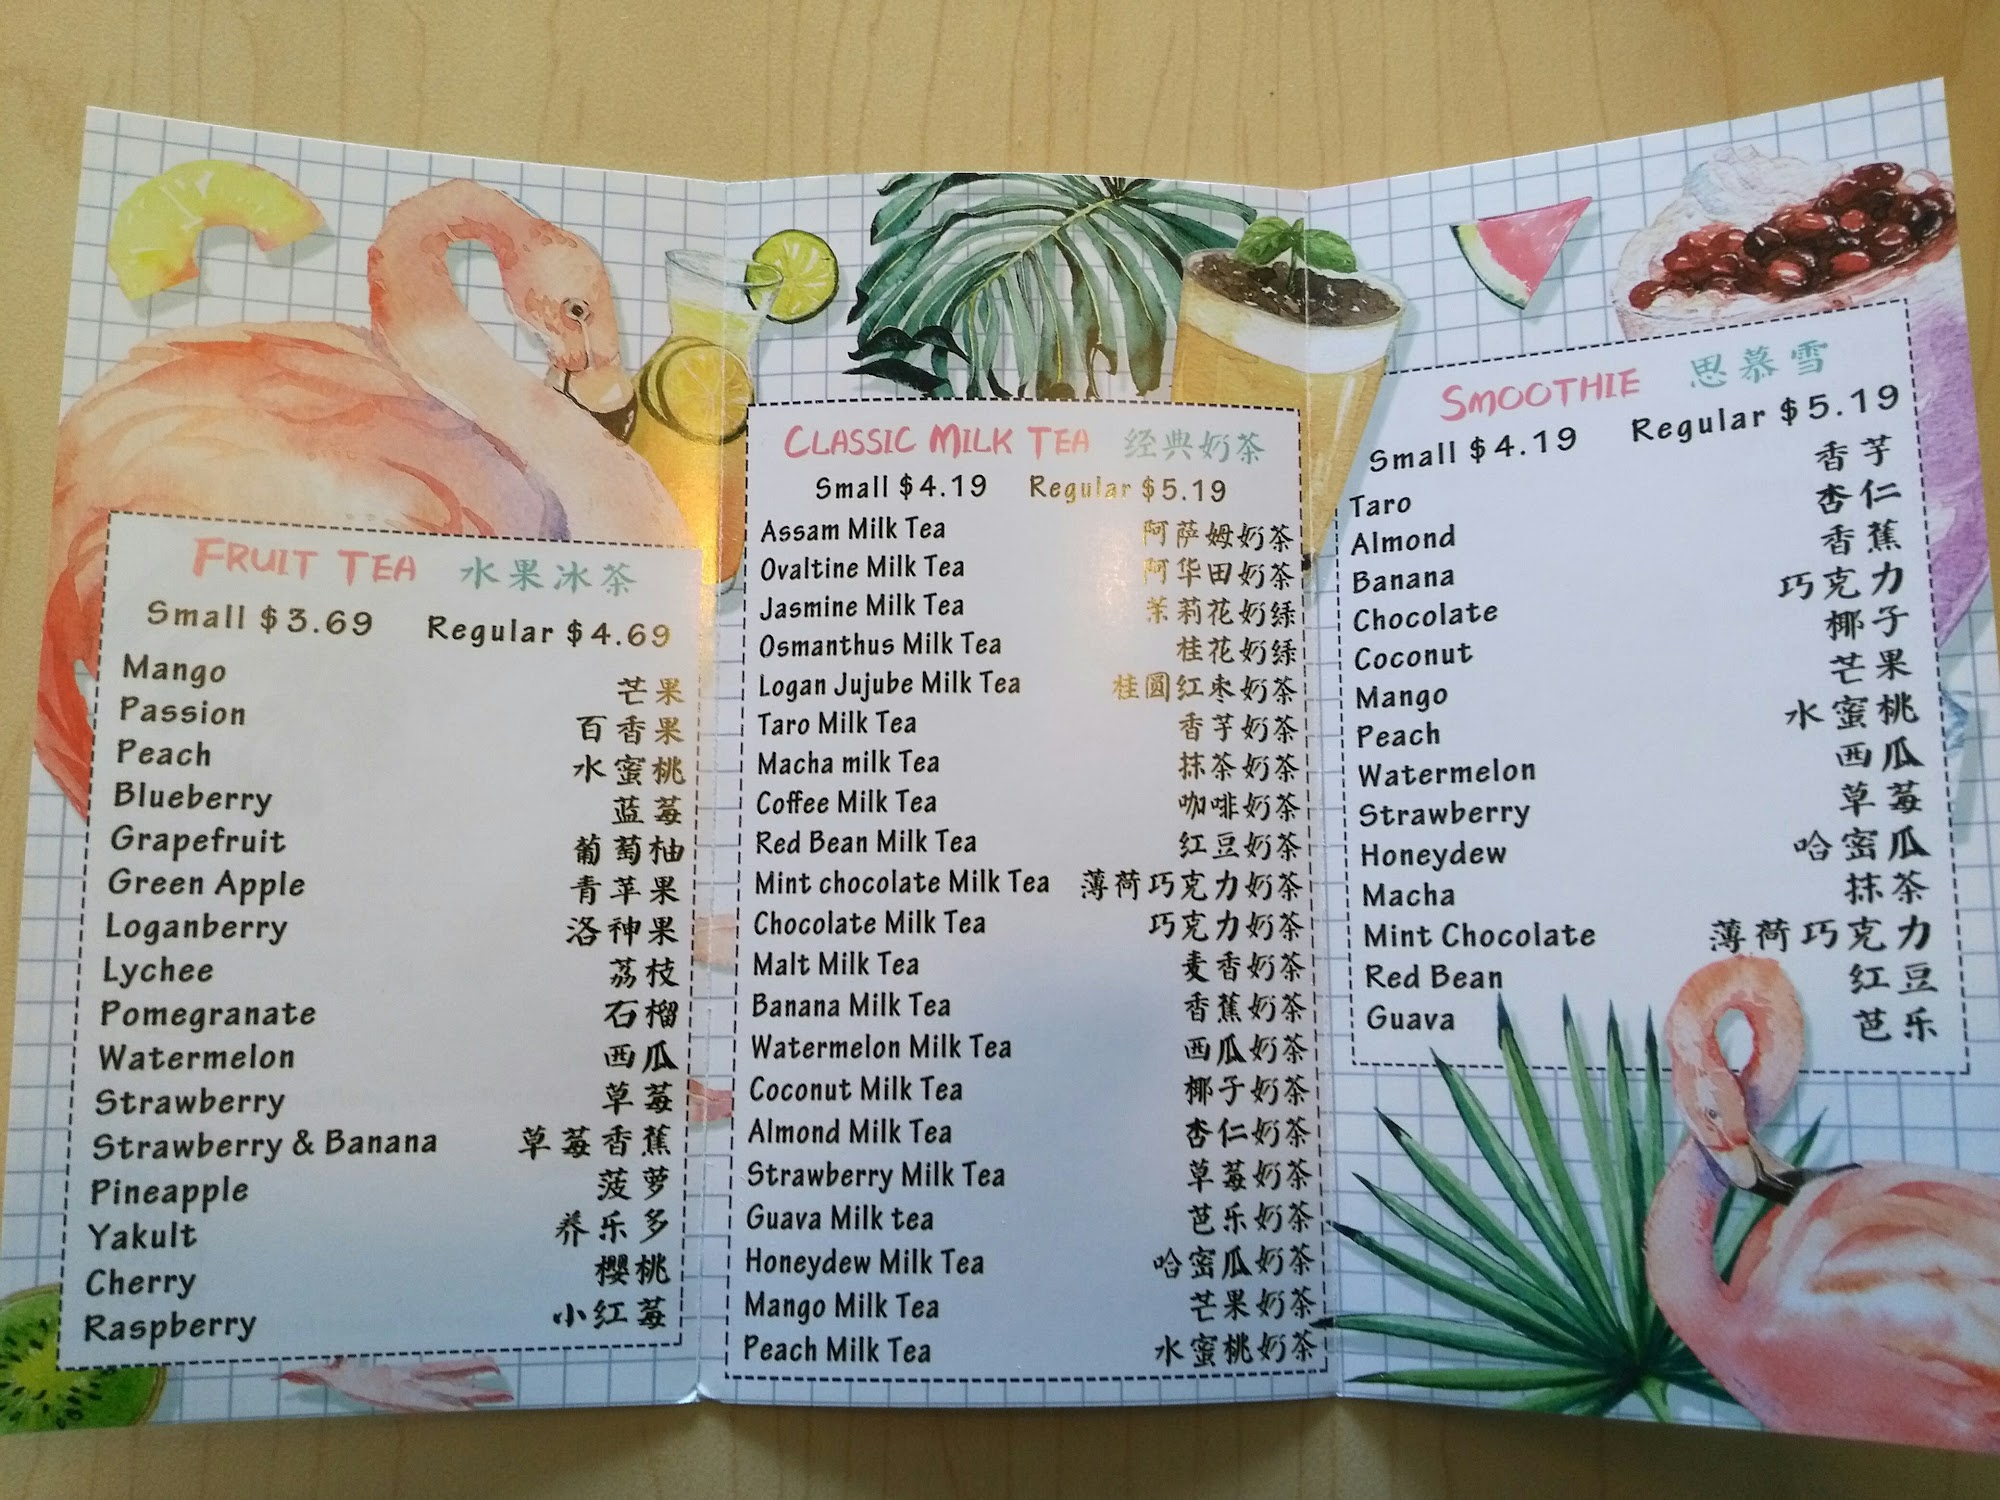 FRUIT TEA 水果冰茶
Small $3.69 Regular $4.69
Mango 芒果
Passion 百香果
Peach 水蜜桃
Blueberry 蓝莓
Grapefruit 葡萄柚
Green Apple 青苹果
Loganberry 洛神果
Lychee 荔枝
Pomegranate 石榴
Watermelon 西瓜
Strawberry 草莓
Strawberry & Banana 草莓香蕉
Pineapple 菠萝
Yakult 养乐多
Cherry 樱桃
Raspberry 小红莓
CLASSIC MILK TEA 经典奶茶
Small $4.19 Regular $5.19
Assam Milk Tea 阿萨姆奶茶
Ovaltine Milk Tea 阿华田奶茶
Jasmine Milk Tea 茉莉花奶绿
Osmanthus Milk Tea 桂花奶绿
Logan Jujube Milk Tea 桂圆红枣奶茶
Taro Milk Tea 香芋奶茶
Macha milk Tea 抹茶奶茶
Coffee Milk Tea 咖啡奶茶
Red Bean Milk Tea 红豆奶茶
Mint chocolate Milk Tea 薄荷巧克力奶茶
Chocolate Milk Tea 巧克力奶茶
Malt Milk Tea 麦香奶茶
Banana Milk Tea 香蕉奶茶
Watermelon Milk Tea 西瓜奶茶
Coconut Milk Tea 椰子奶茶
Almond Milk Tea 杏仁奶茶
Strawberry Milk Tea 草莓奶茶
Guava Milk tea 芭乐奶茶
Honeydew Milk Tea 哈密瓜奶茶
Mango Milk Tea 芒果奶茶
Peach Milk Tea 水蜜桃奶茶
SMOOTHIE 思慕雪
Small $4.19 Regular $5.19
Taro 香芋
Almond 杏仁
Banana 香蕉
Chocolate 巧克力
Coconut 椰子
Mango 芒果
Peach 水蜜桃
Watermelon 西瓜
Strawberry 草莓
Honeydew 哈密瓜
Macha 抹茶
Mint Chocolate 薄荷巧克力
Red Bean 红豆
Guava 芭乐